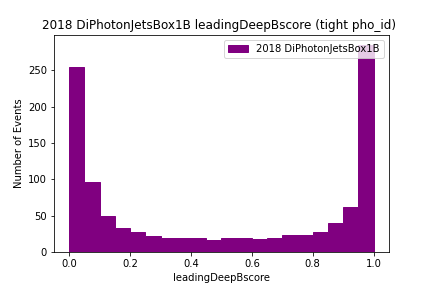 2018 DiPhotonJetsBox1B leadingDeepBscore (tight pho_id)
2018 DiPhotonJetsBox1B
Number of Events
250
200
150
100
50
0
0.0 0.2 0.4 0.6 0.8 1.0
leadingDeepBscore